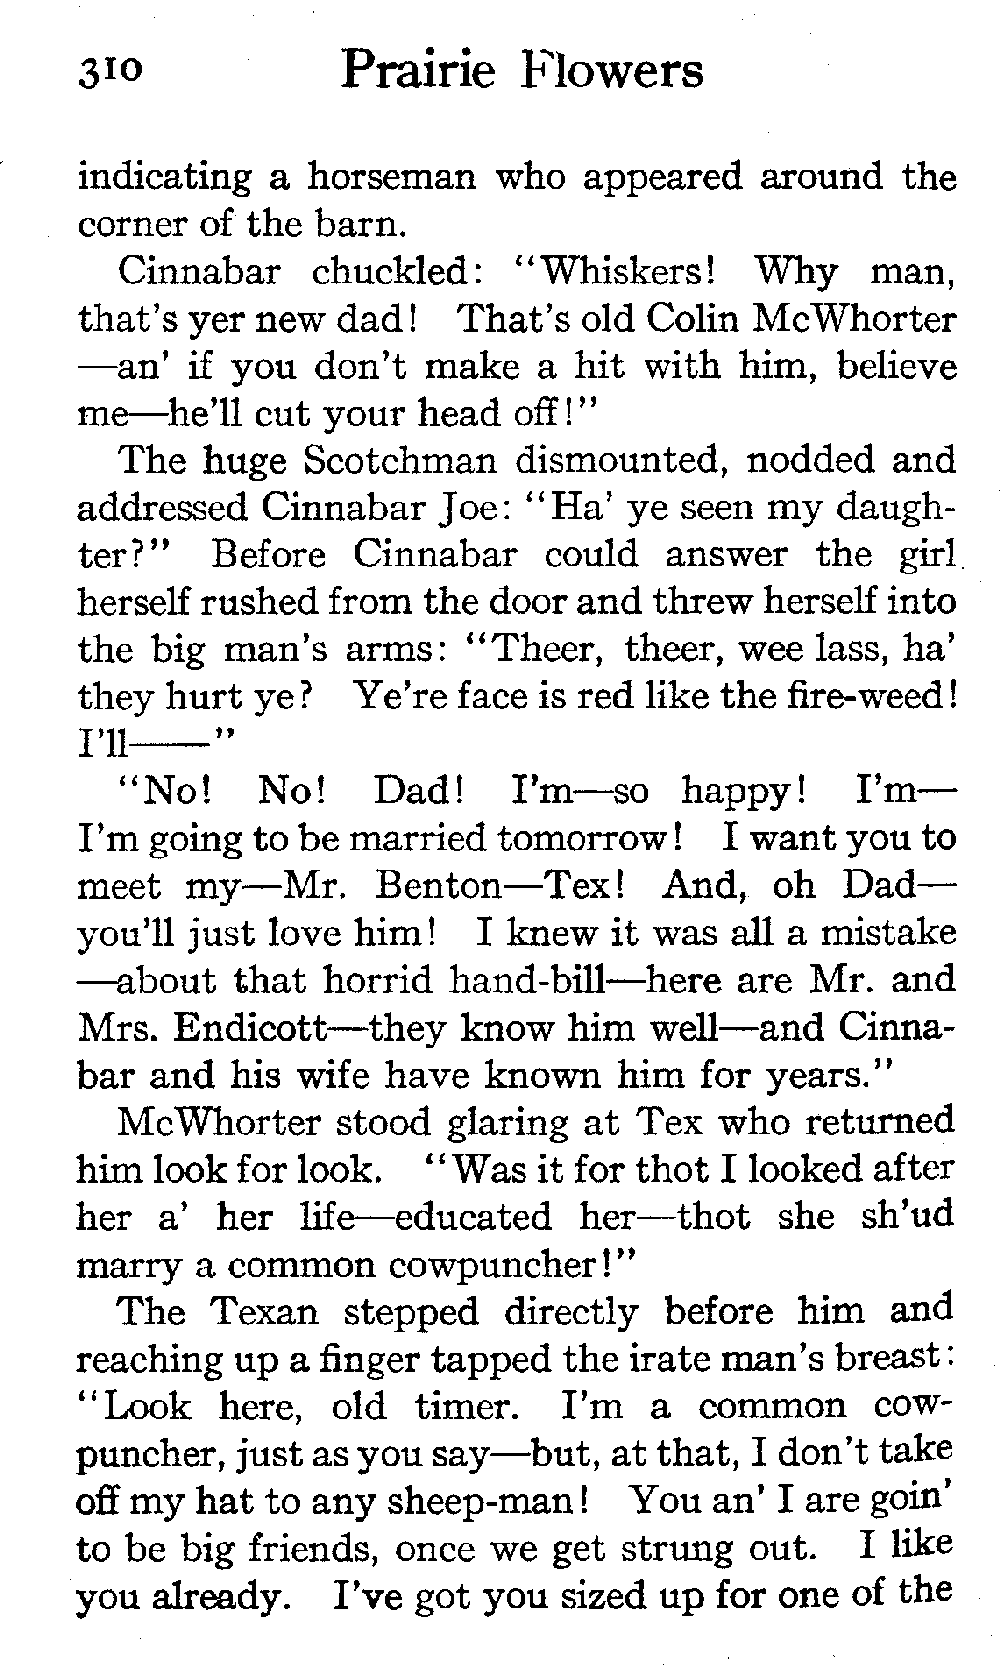 310 Prairie Flowers
indicating a horseman who appeared around the
corner of the barn.
Cinnabar chuckled: "Whiskers! Why man,
that's yer new dad! That's old Colin McWhorter
—an' if you don't make a hit with him, believe
me—he'll cut your head off!"
The huge Scotchman dismounted, nodded and
addressed Cinnabar Joe: "Ha' ye seen my daugh-
ter?" Before Cinnabar could answer the girl
herself rushed from the door and threw herself into
the big man's arms: "Theer, theer, wee lass, ha'
they hurt ye? Ye're face is red like the fire-weed!
I'll——"
"No! No! Dad! I'm—so happy! I'm—
I'm going to be married tomorrow! I want you to
meet my—Mr. Benton—Tex! And, oh Dad—
you'll just love him! I knew it was all a mistake
—about that horrid hand-bill—here are Mr. and
Mrs. Endicott—they know him well—and Cinna-
bar and his wife have known him for years."
McWhorter stood glaring at Tex who returned
him look for look. "Was it for thot I looked after
her a' her life—educated her—thot she sh'ud
marry a common cowpuncher!"
The Texan stepped directly before him and
reaching up a finger tapped the irate man's breast:
"Look here, old timer. I'm a common cow-
puncher, just as you say—but, at that, I don't take
off my hat to any sheep-man! You an' I are goin'
to be big friends, once we get strung out. I like
you already. I've got you sized up for one of the